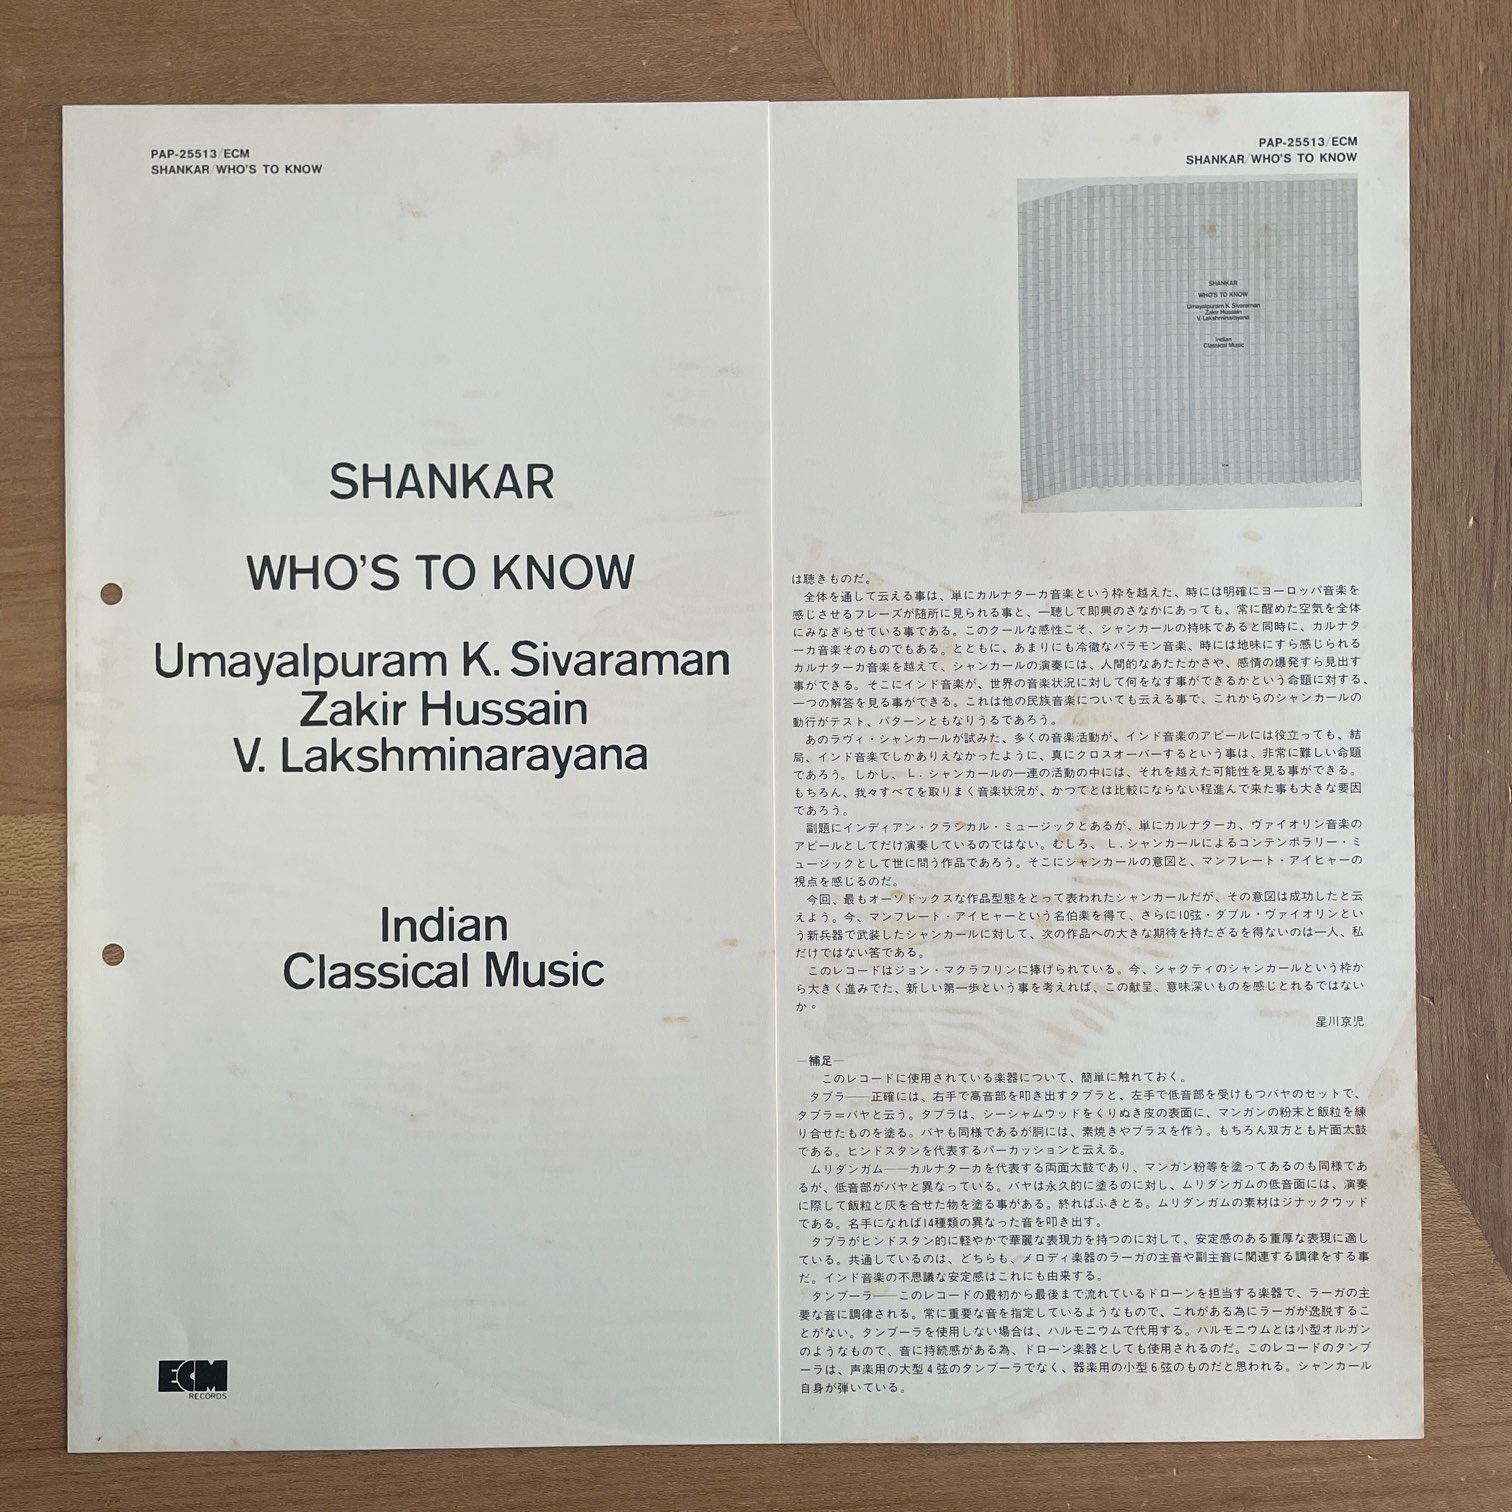 PAP-25513/ECM
SHANKAR/WHO'S TO KNOW
SHANKAR
WHO'S TO KNOW
Umayalpuram K. Sivaraman
Zakir Hussain
V. Lakshminarayana
Indian
Classical Music
ECM
RECORDS
PAP-25513/ECM
SHANKAR/WHO'S TO KNOW
SHANKAR
WHO'S TO KNOW
Umayalpuram K. Sivaraman
Zakir Hussain
V. Lakshminarayana
Indian
Classical Music
は聴きものだ。
全体を通して云える事は、単にカルナターカ音楽という枠を越えた、時には明確にヨーロッパ音楽を
感じさせるフレーズが随所に見られる事と、一聴して即興のさなかにあっても、常に醒めた空気を全体
にみなぎらせている事である。このクールな感性こそ、シャンカールの持味であると同時に、カルナタ
ーカ音楽そのものでもある。とともに、あまりにも冷徹なバラモン音楽、時には地味にすら感じられる
カルナターカ音楽を越えて、シャンカールの演奏には、人間的なあたたかさや、感情の爆発すら見出す
事ができる。そこにインド音楽が、世界の音楽状況に対して何をなす事ができるかという命題に対する、
一つの解答を見る事ができる。これは他の民族音楽についても云える事で、これからのシャンカールの
動行がテスト、パターンともなりうるであろう。
あのラヴィ・シャンカールが試みた、多くの音楽活動が、インド音楽のアピールには役立っても、結
局、インド音楽でしかありえなかったように、真にクロスオーバーするという事は、非常に難しい命題
であろう。しかし、L.シャンカールの一連の活動の中には、それを越えた可能性を見る事ができる。
もちろん、我々すべてを取りまく音楽状況が、かつてとは比較にならない程進んで来た事も大きな要因
であろう。
副題にインディアン・クラシカル・ミュージックとあるが、単にカルナターカ、ヴァイオリン音楽の
アピールとしてだけ演奏しているのではない。むしろ、L.シャンカールによるコンテンポラリー・ミ
ュージックとして世に問う作品であろう。そこにシャンカールの意図と、マンフレート・アイヒャーの
視点を感じるのだ。
今回、最もオーソドックスな作品型態をとって表わわれたシャンカールだが、その意図は成功したと云
えよう。今、マンフレート・アイヒャーという名伯楽を得て、さらに10弦・ダブル・ヴァイオリンとい
う新兵器で武装したシャンカールに対して、次の作品への大きな期待を持たざるを得ないのは一人、私
だけではない筈である。
このレコードはジョン・マクラフリンに捧げられている。今、シャクティのシャンカールという枠か
ら大きく進みでた、新しい第一歩という事を考えれば、この献呈、意味深いものを感じとれるではない
か。
星川京児
—補足—
このレコードに使用されている楽器について、簡単に触れておく。
タブラ——正確には、右手で高音部を叩き出すタブラと、左手で低音部を受けもつバヤのセットで、
タブラ=バヤと云う。タブラは、シーシャムウッドをくりぬき皮の表面に、マンガンの粉末と飯粒を練
り合せたものを塗る。バヤも同様であるが胴には、素焼きやブラスを作う。もちろん双方とも片面太鼓
である。ヒンドスタンを代表するパーカッションと云える。
ムリダンガム——カルナターカを代表する両面太鼓であり、マンガン粉等を塗ってあるのも同様であ
るが、低音部がバヤと異なっている。バヤは永久的に塗るのに対し、ムリダンガムの低音面には、演奏
に際して飯粒と灰を合せた物を塗る事がある。終ればふきとる。ムリダンガムの素材はジナックウッド
である。名手になれば14種類の異なった音を叩き出す。
タブラがヒンドスタン的に軽やかで華麗な表現力を持つのに対して、安定感のある重厚な表現に適し
ている。共通しているのは、どちらも、メロディ楽器のラーガの主音や副主音に関連する調律をする事
だ。インド音楽の不思議な安定感はこれにも由来する。
タンブーラ——このレコードの最初から最後まで流れているドローンを担当する楽器で、ラーガの主
要な音に調律される。常に重要な音を指定しているようなもので、これがある為にラーガが逸脱するこ
とがない。タンブーラを使用しない場合は、ハルモニウムで代用する。ハルモニウムとは小型オルガン
のようなもので、音に持続感がある為、ドローン楽器としても使用されるのだ。このレコードのタンブ
ーラは、声楽用の大型4弦のタンブーラでなく、器楽用の小型6弦のものだと思われる。シャンカール
自身が弾いている。